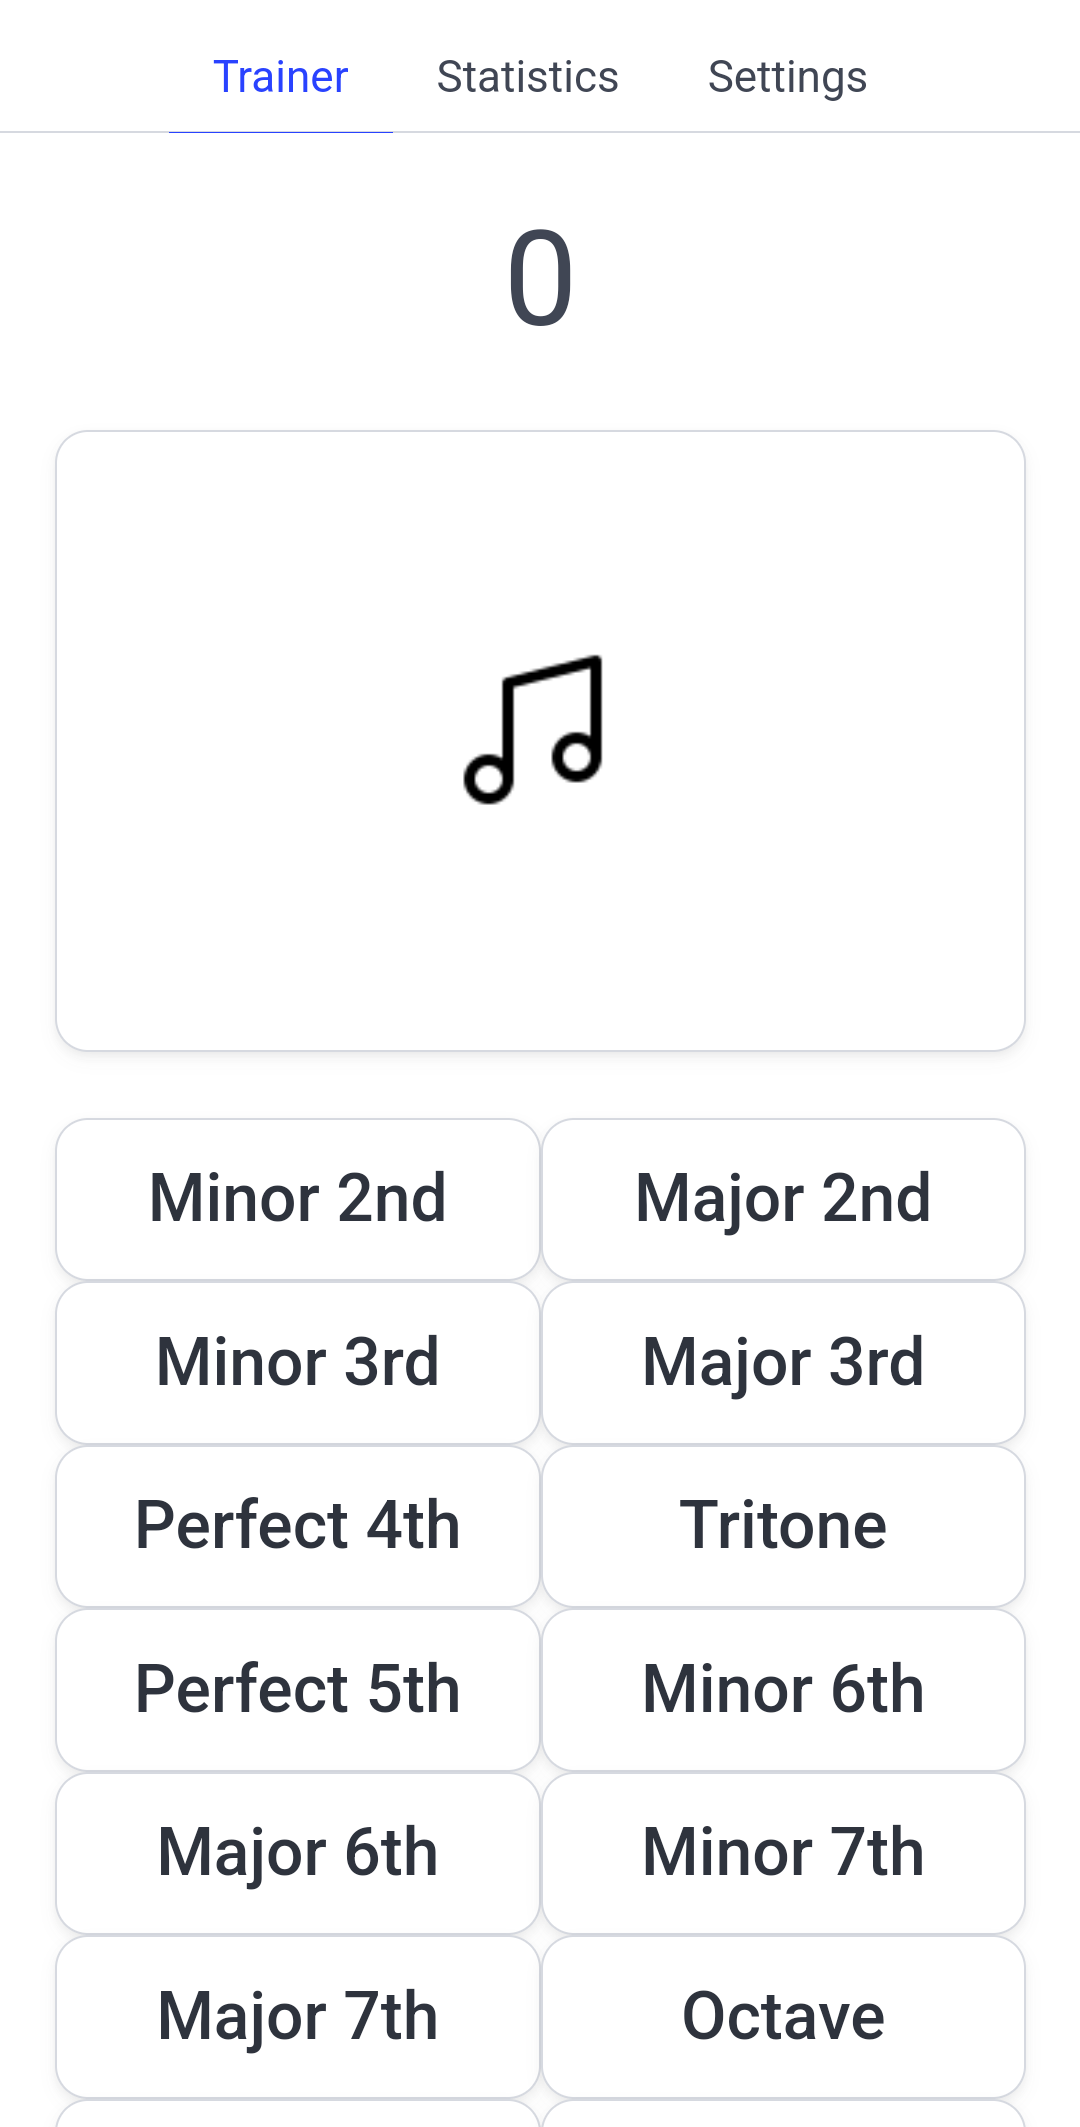 Trainer Statistics Settings
0
Minor 2nd Major 2nd
Minor 3rd Major 3rd
Perfect 4th Tritone
Perfect 5th Minor 6th
Major 6th Minor 7th
Major 7th Octave